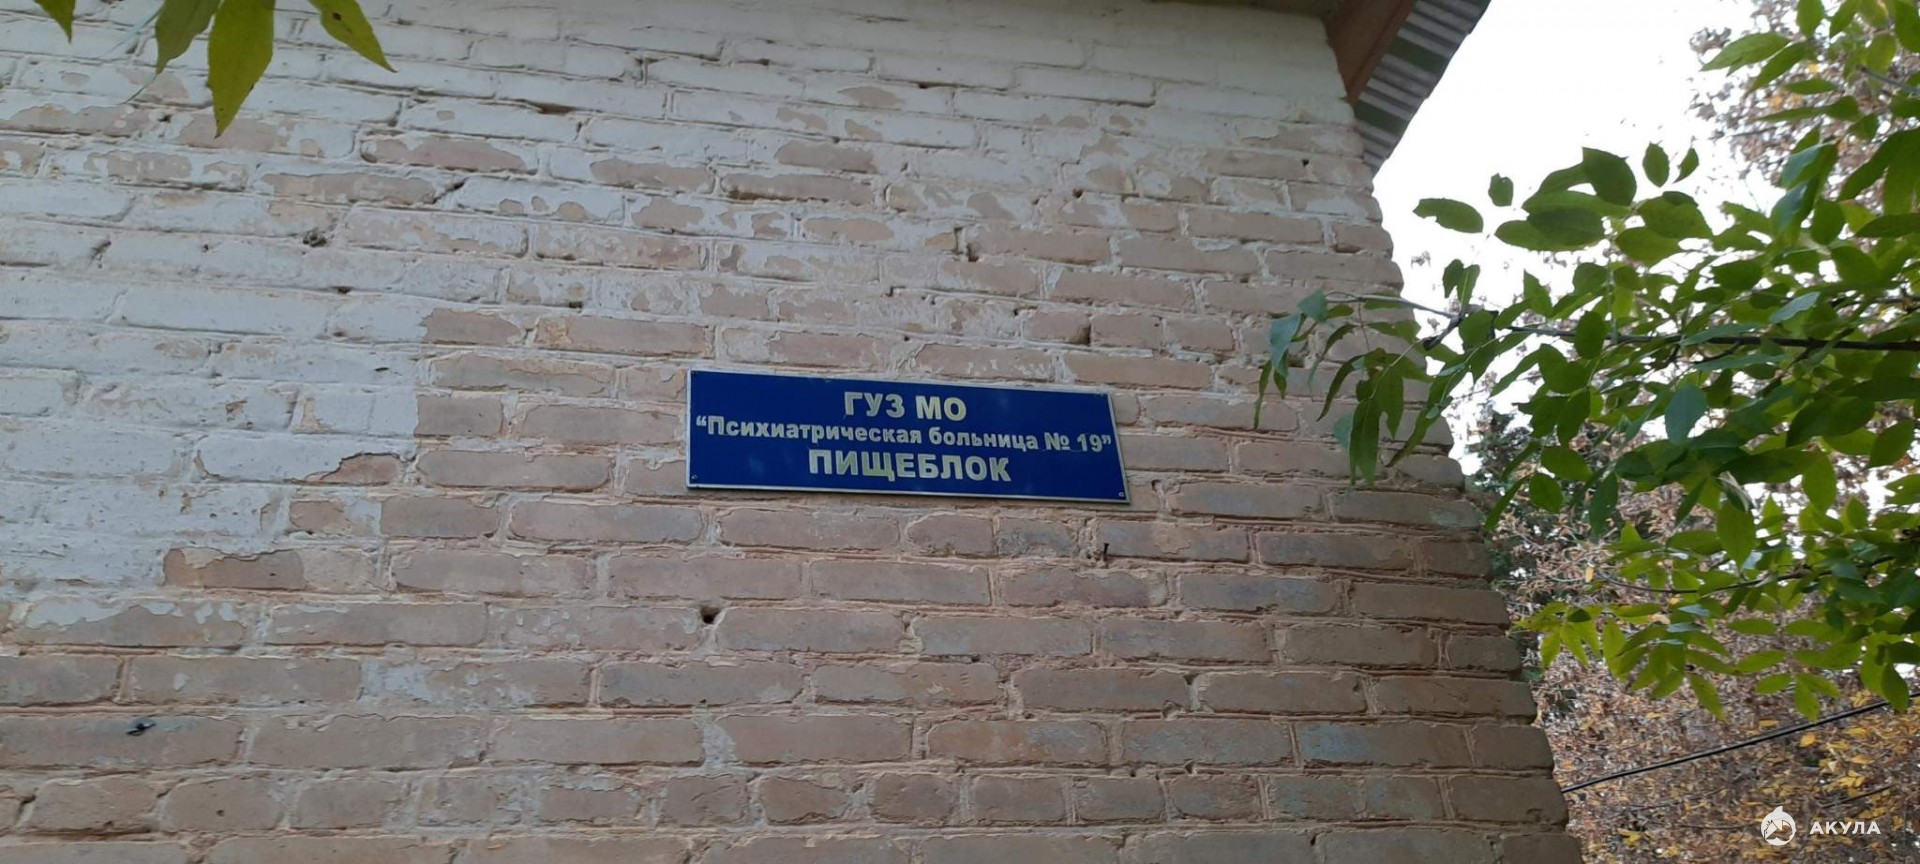 ГУЗ МО
“Психиатрическая больница № 19”
ПИЩЕБЛОК
АКУЛА